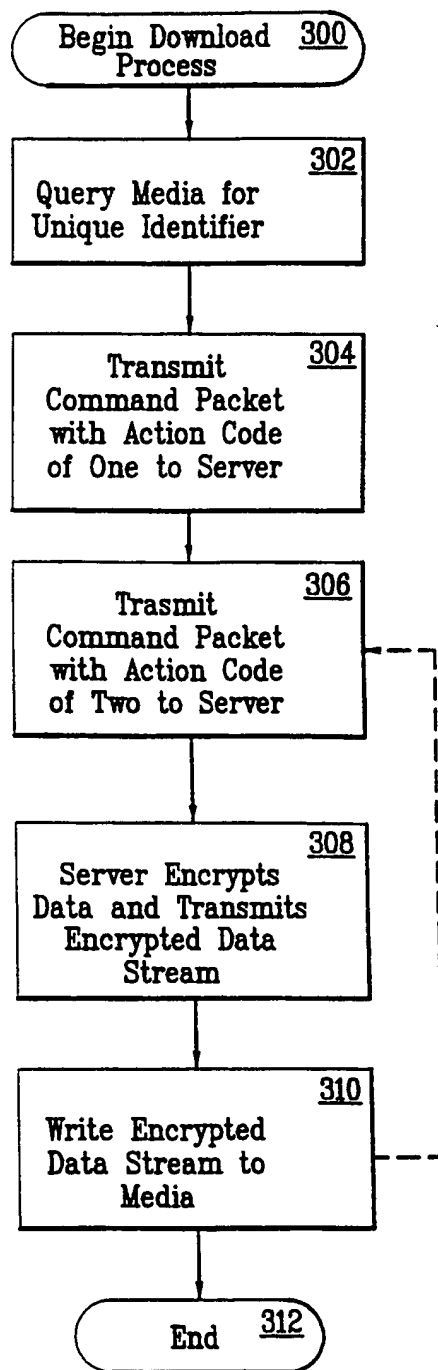 Begin Download 300
Process
302
Query Media for
Unique Identifier
304
Transmit
Command Packet
with Action Code
of One to Server
306
Trasmit
Command Packet
with Action Code
of Two to Server
308
Server Encrypts
Data and Transmits
Encrypted Data
Stream
310
Write Encrypted
Data Stream to
Media
End 312